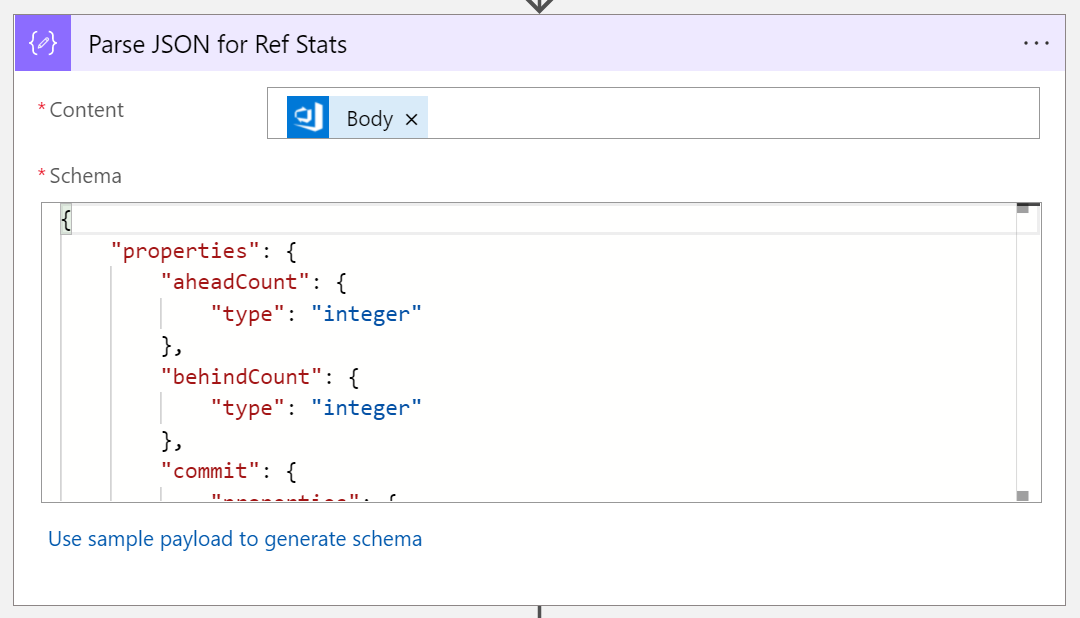 Parse JSON for Ref Stats
* Content
Body ×
* Schema
{
"properties": {
"aheadCount": {
"type": "integer"
},
"behindCount": {
"type": "integer"
},
"commit": {
"properties": {
Use sample payload to generate schema